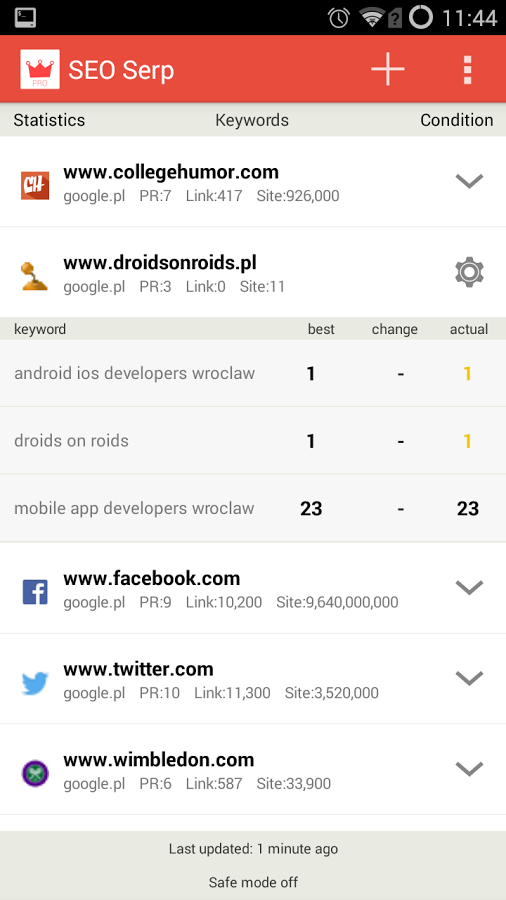 11:44
PRO
SEO Serp
Statistics Keywords Condition
CH
www.collegehumor.com
google.pl PR:7 Link:417 Site:926,000
www.droidsonroids.pl
google.pl PR:3 Link:0 Site:11
keyword best change actual
android ios developers wroclaw 1 - 1
droids on roids 1 - 1
mobile app developers wroclaw 23 - 23
www.facebook.com
google.pl PR:9 Link:10,200 Site:9,640,000,000
www.twitter.com
google.pl PR:10 Link:11,300 Site:3,520,000
www.wimbledon.com
google.pl PR:6 Link:587 Site:33,900
Last updated: 1 minute ago
Safe mode off